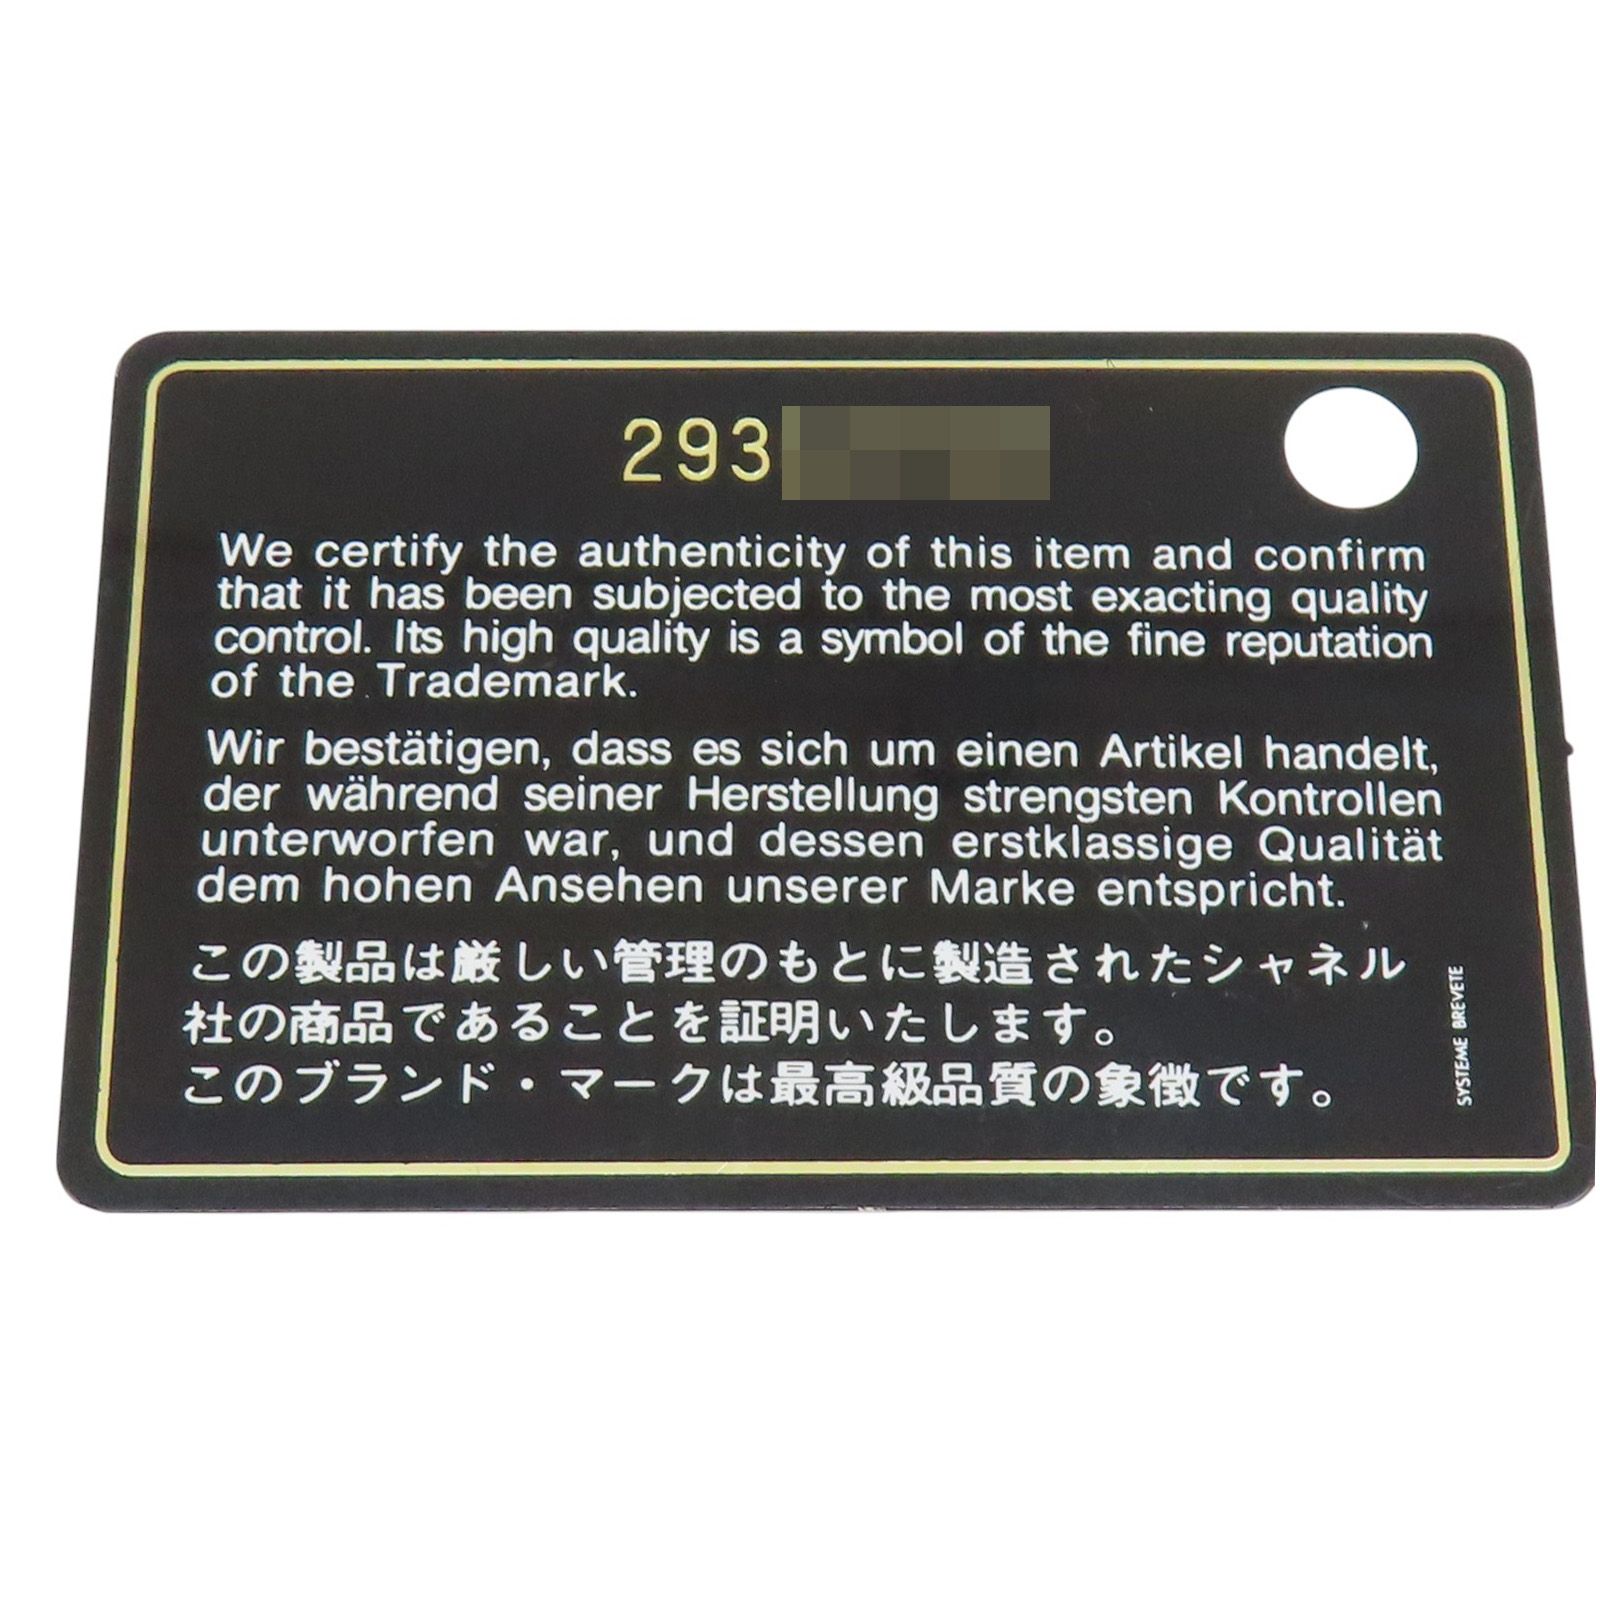 293
We certify the authenticity of this item and confirm
that it has been subjected to the most exacting quality
control. Its high quality is a symbol of the fine reputation
of the Trademark.
Wir bestätigen, dass es sich um einen Artikel handelt,
der während seiner Herstellung strengsten Kontrollen
unterworfen war, und dessen erstklassige Qualität
dem hohen Ansehen unserer Marke entspricht.
この製品は厳しい管理のもとに製造されたシャネル
社の商品であることを証明いたします。
このブランド・マークは最高級品質の象徴です。
SYSTEME BREVETE